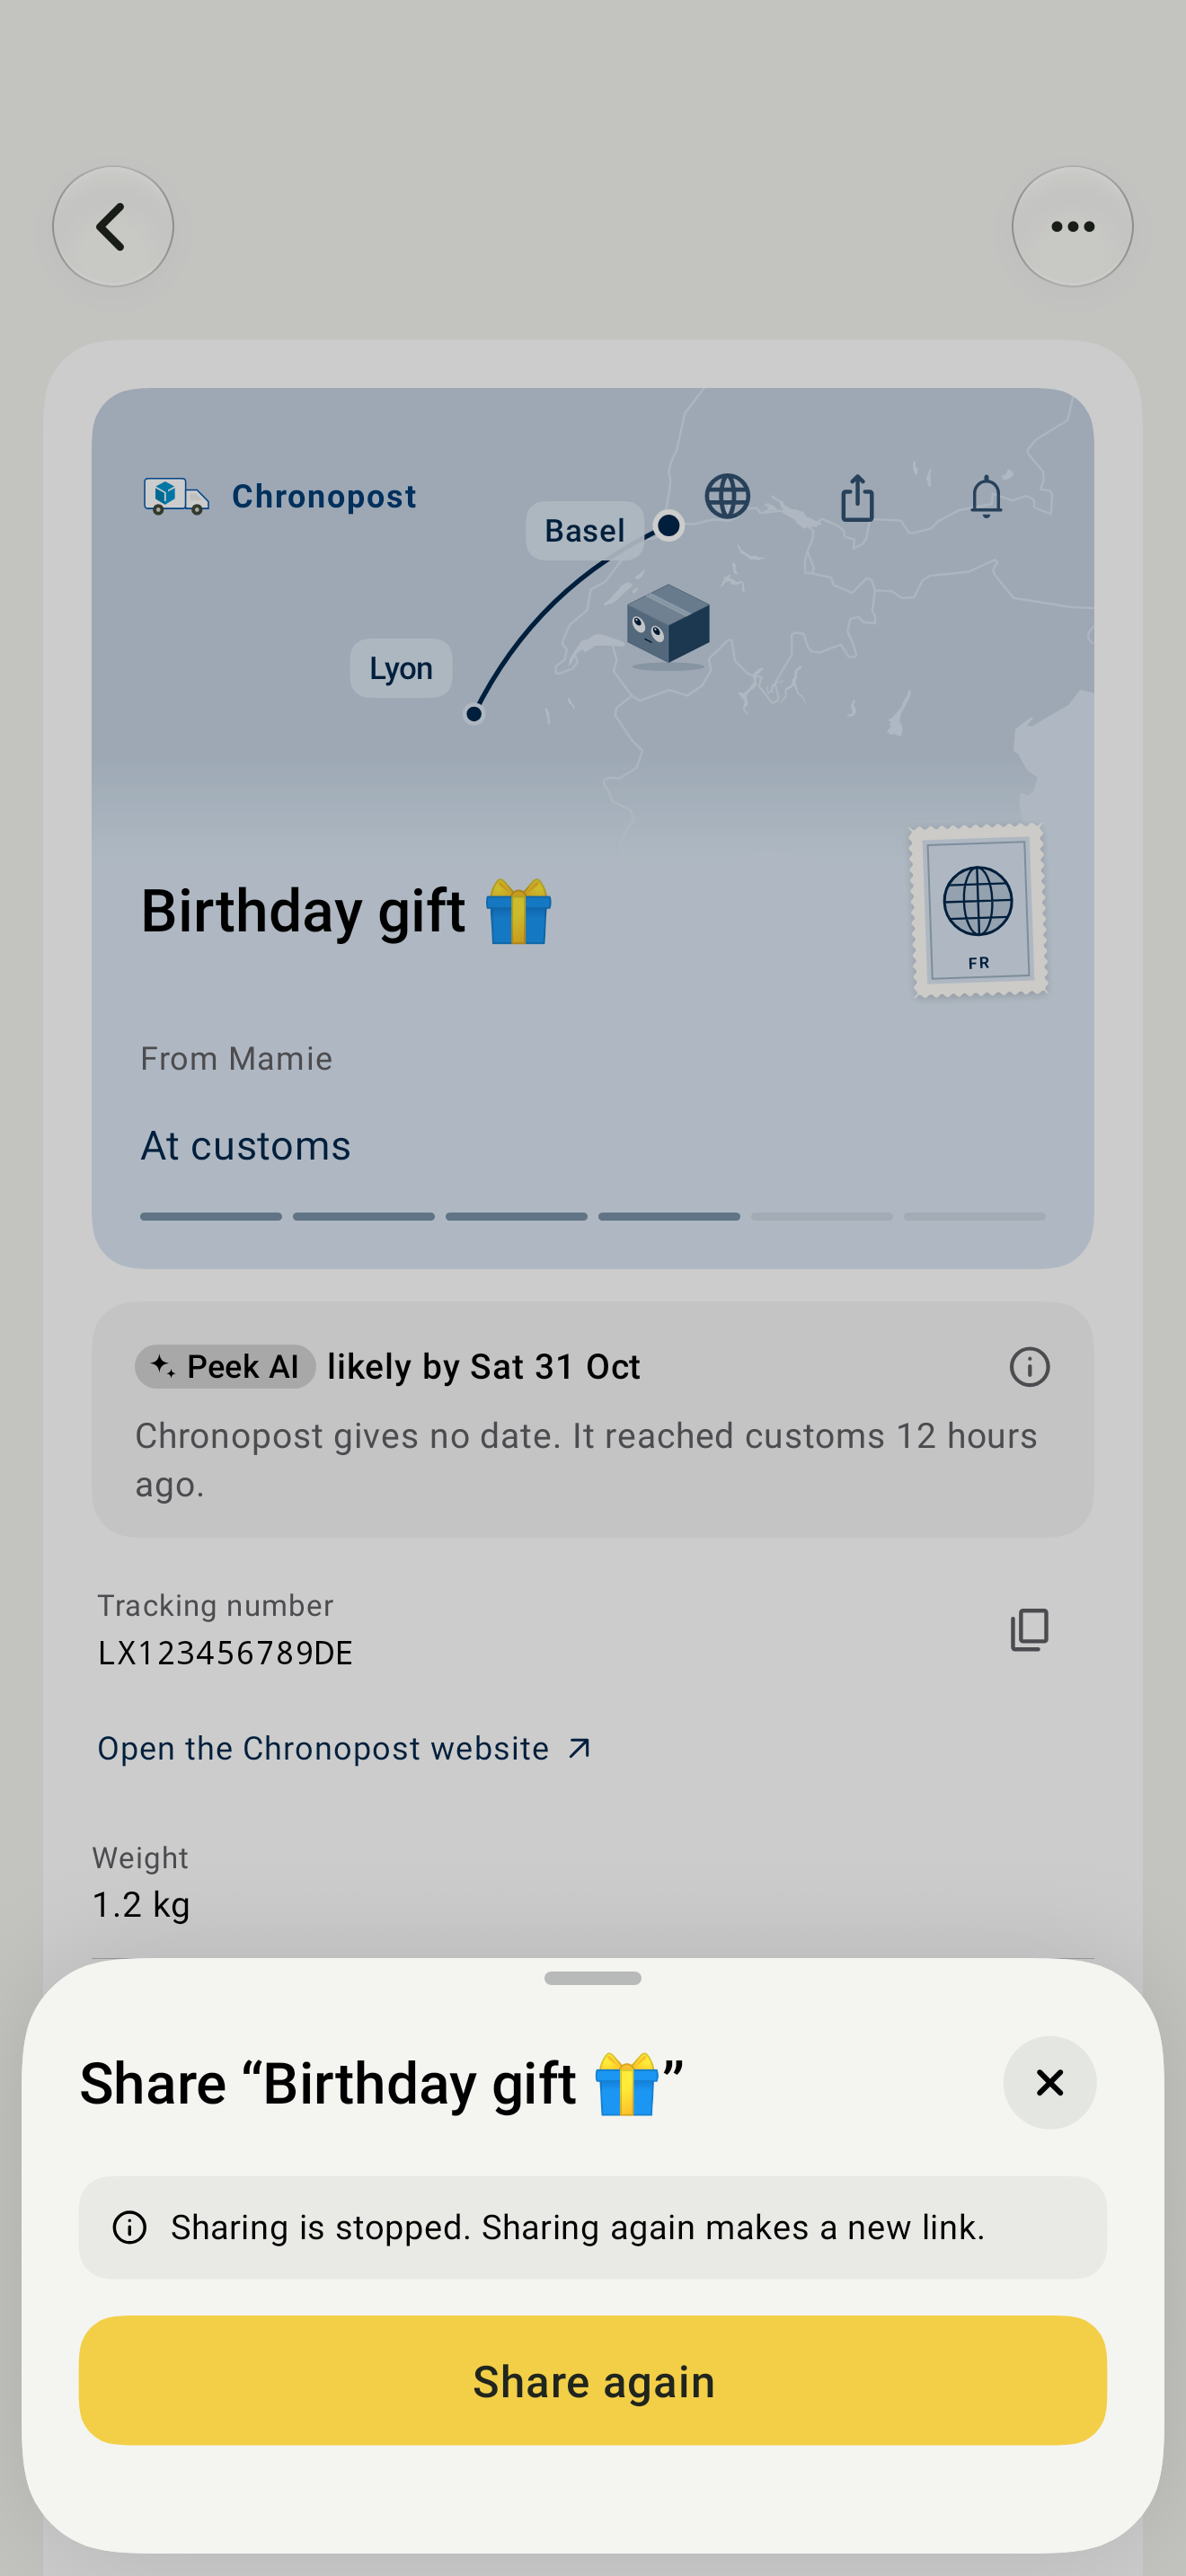 Chronopost
Basel
Lyon
Birthday gift 🎁
FR
From Mamie
At customs
Peek AI likely by Sat 31 Oct
Chronopost gives no date. It reached customs 12 hours
ago.
Tracking number
LX123456789DE
Open the Chronopost website
Weight
1.2 kg
Share “Birthday gift 🎁”
Sharing is stopped. Sharing again makes a new link.
Share again